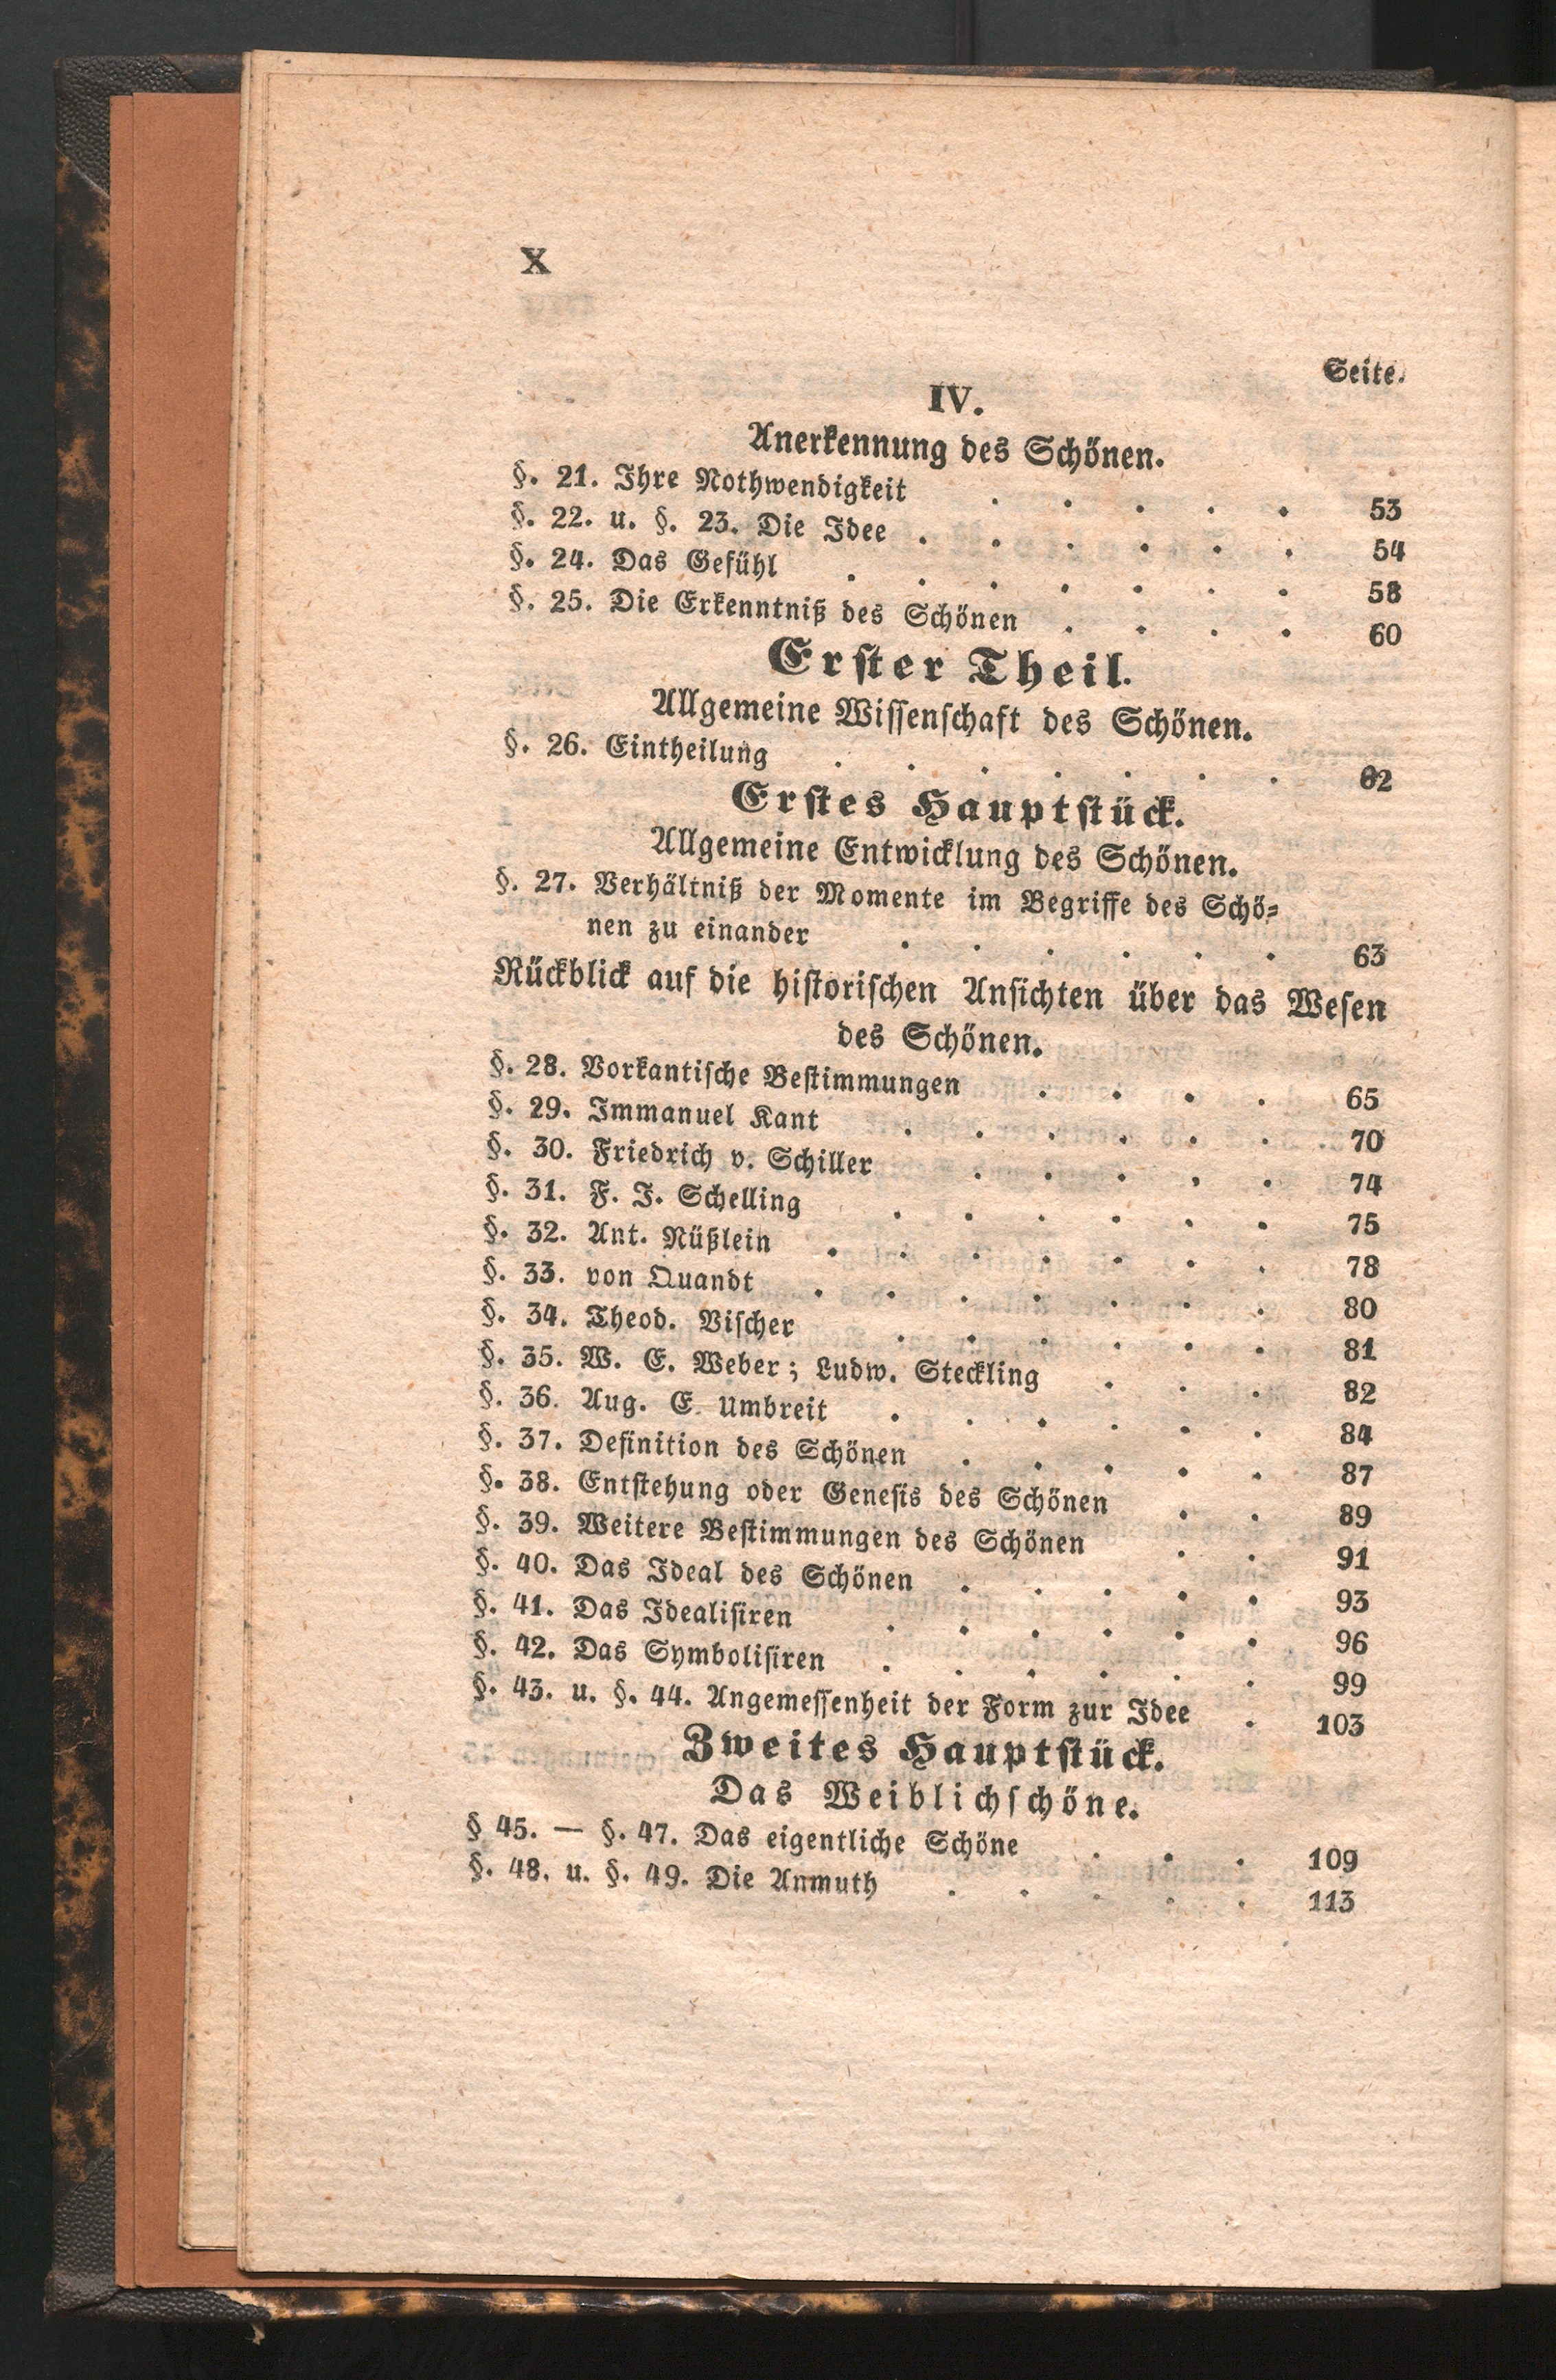 X
Seite.
IV.
Anerkennung des Schönen.
§. 21. Ihre Nothwendigkeit . . . . . 53
§. 22. u. §. 23. Die Idee . . . . . . 54
§. 24. Das Gefühl . . . . . . . 58
§. 25. Die Erkenntniß des Schönen . . . . 60
Erster Theil.
Allgemeine Wissenschaft des Schönen.
§. 26. Eintheilung . . . . . . . 62
Erstes Hauptstück.
Allgemeine Entwicklung des Schönen.
§. 27. Verhältniß der Momente im Begriffe des Schö-
nen zu einander . . . . . . 63
Rückblick auf die historischen Ansichten über das Wesen
des Schönen.
§. 28. Vorkantische Bestimmungen . . . . 65
§. 29. Immanuel Kant . . . . . . 70
§. 30. Friedrich v. Schiller . . . . . 74
§. 31. F. J. Schelling . . . . . . 75
§. 32. Ant. Nüßlein . . . . . . . 78
§. 33. von Quandt . . . . . . . 80
§. 34. Theod. Vischer . . . . . . 81
§. 35. W. E. Weber; Ludw. Steckling . . . 82
§. 36. Aug. E. Umbreit . . . . . . 84
§. 37. Definition des Schönen . . . . . 87
§. 38. Entstehung oder Genesis des Schönen . . 89
§. 39. Weitere Bestimmungen des Schönen . . 91
§. 40. Das Ideal des Schönen . . . . . 93
§. 41. Das Idealisiren . . . . . . 96
§. 42. Das Symbolisiren . . . . . . 99
§. 43. u. §. 44. Angemessenheit der Form zur Idee . 103
Zweites Hauptstück.
Das Weiblichschöne.
§ 45. — §. 47. Das eigentliche Schöne . . . 109
§. 48. u. §. 49. Die Anmuth . . . . . 113